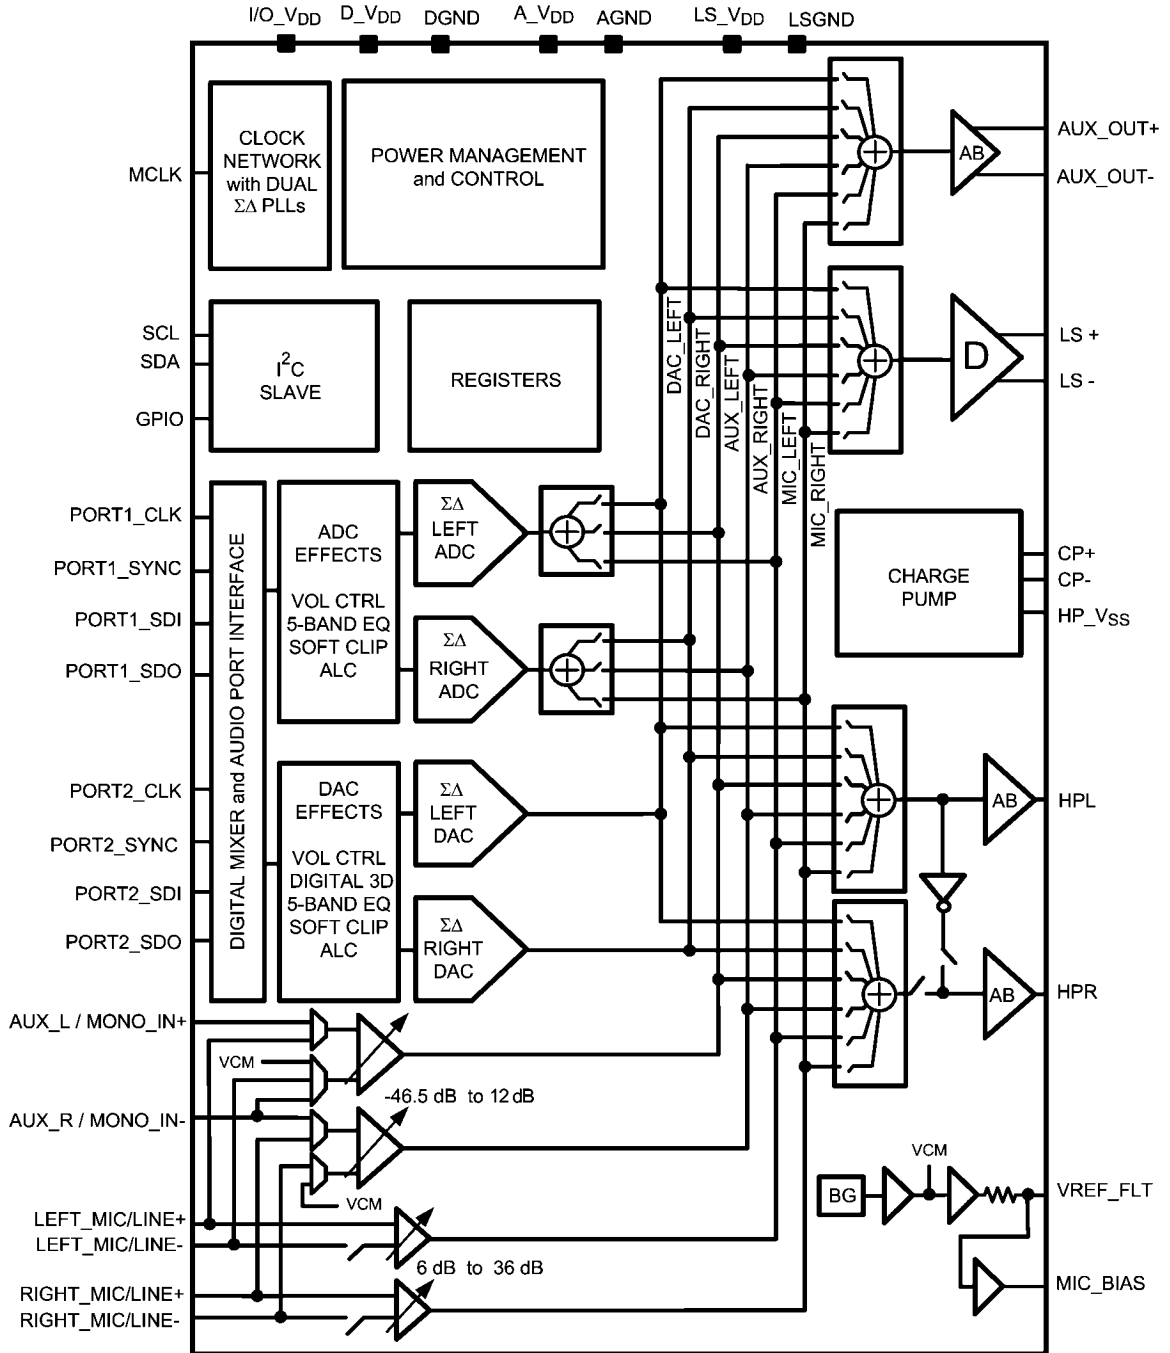 I/O_VDD
D_VDD
DGND
A_VDD
AGND
LS_VDD
LSGND
MCLK
CLOCK
NETWORK
with DUAL
ΣΔ PLLs
POWER MANAGEMENT
and CONTROL
AB
AUX_OUT+
AUX_OUT-
SCL
SDA
GPIO
I2C
SLAVE
REGISTERS
DAC_LEFT
DAC_RIGHT
AUX_LEFT
AUX_RIGHT
MIC_LEFT
MIC_RIGHT
D
LS +
LS -
PORT1_CLK
PORT1_SYNC
PORT1_SDI
PORT1_SDO
PORT2_CLK
PORT2_SYNC
PORT2_SDI
PORT2_SDO
DIGITAL MIXER and AUDIO PORT INTERFACE
ADC
EFFECTS
VOL CTRL
5-BAND EQ
SOFT CLIP
ALC
ΣΔ
LEFT
ADC
ΣΔ
RIGHT
ADC
CHARGE
PUMP
CP+
CP-
HP_VSS
DAC
EFFECTS
VOL CTRL
DIGITAL 3D
5-BAND EQ
SOFT CLIP
ALC
ΣΔ
LEFT
DAC
ΣΔ
RIGHT
DAC
AB
HPL
AB
HPR
AUX_L / MONO_IN+
VCM
-46.5 dB to 12 dB
AUX_R / MONO_IN-
VCM
LEFT_MIC/LINE+
LEFT_MIC/LINE-
6 dB to 36 dB
RIGHT_MIC/LINE+
RIGHT_MIC/LINE-
BG
VCM
VREF_FLT
MIC_BIAS